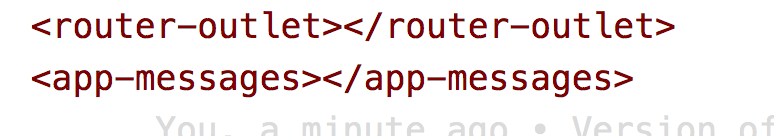 <router-outlet></router-outlet>
<app-messages></app-messages>
You, a minute ago • Version of